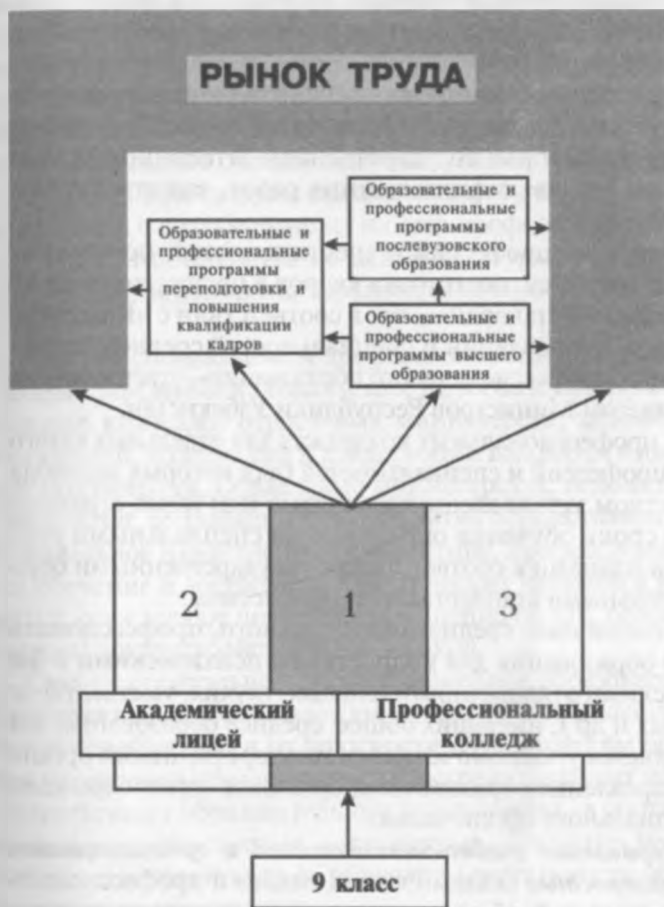 РЫНОК ТРУДА
Образовательные и
профессиональные
программы
послевузовского
образования
Образовательные и
профессиональные
программы
переподготовки и
повышения
квалификации
кадров
Образовательные и
профессиональные
программы высшего
образования
2
1
3
Академический
лицей
Профессиональный
колледж
9 класс